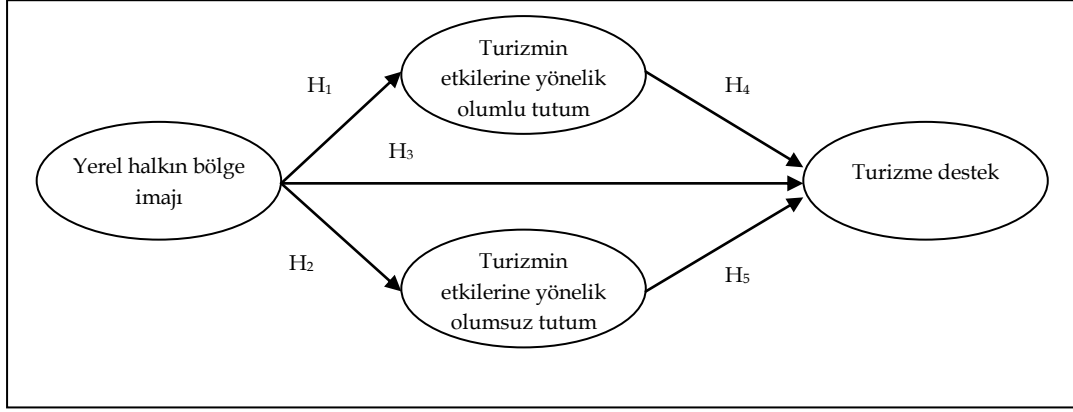 Turizmin
etkilerine yönelik
olumlu tutum
H₁
H₄
H₃
Yerel halkın bölge
imajı
Turizme destek
H₂
Turizmin
etkilerine yönelik
olumsuz tutum
H₅